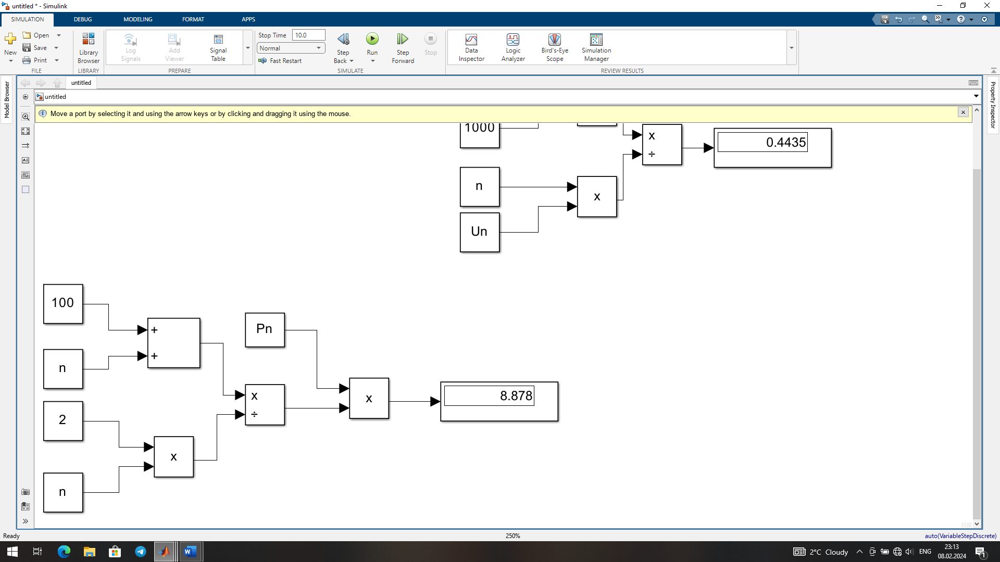 untitled * - Simulink
SIMULATION DEBUG MODELING FORMAT APPS
New
Open
Save
Print
FILE
Library Browser
LIBRARY
Log Signals
Add Viewer
Signal Table
PREPARE
Stop Time 10.0
Normal
Fast Restart
Step Back
Run
Step Forward
Stop
SIMULATE
Data Inspector
Logic Analyzer
Bird's-Eye Scope
Simulation Manager
REVIEW RESULTS
Model Browser
Property Inspector
untitled
untitled
Move a port by selecting it and using the arrow keys or by clicking and dragging it using the mouse.
1000
x
÷
0.4435
n
x
Un
100
+
+
Pn
n
x
÷
x
8.878
2
x
n
Ready 250% auto(VariableStepDiscrete)
2°C Cloudy ENG 23:13
08.02.2024
1